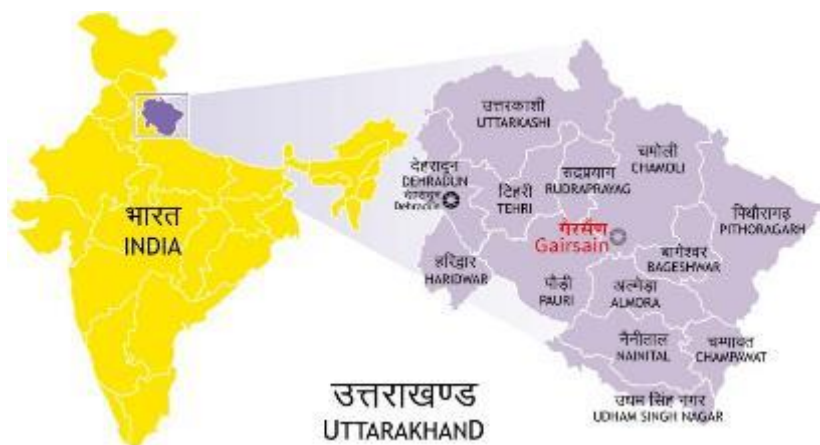 भारत
INDIA
उत्तरकाशी
UTTARKASHI
चमोली
CHAMOLI
देहरादून
DEHRADUN
देहरादून
Dehradun
टिहरी
TEHRI
रुद्रप्रयाग
RUDRAPRAYAG
पिथौरागढ़
PITHORAGARH
गैरसैंण
Gairsain
हरिद्वार
HARIDWAR
पौड़ी
PAURI
बागेश्वर
BAGESHWAR
अल्मोड़ा
ALMORA
नैनीताल
NAINITAL
चम्पावत
CHAMPAWAT
उधम सिंह नगर
UDHAM SINGH NAGAR
उत्तराखण्ड
UTTARAKHAND